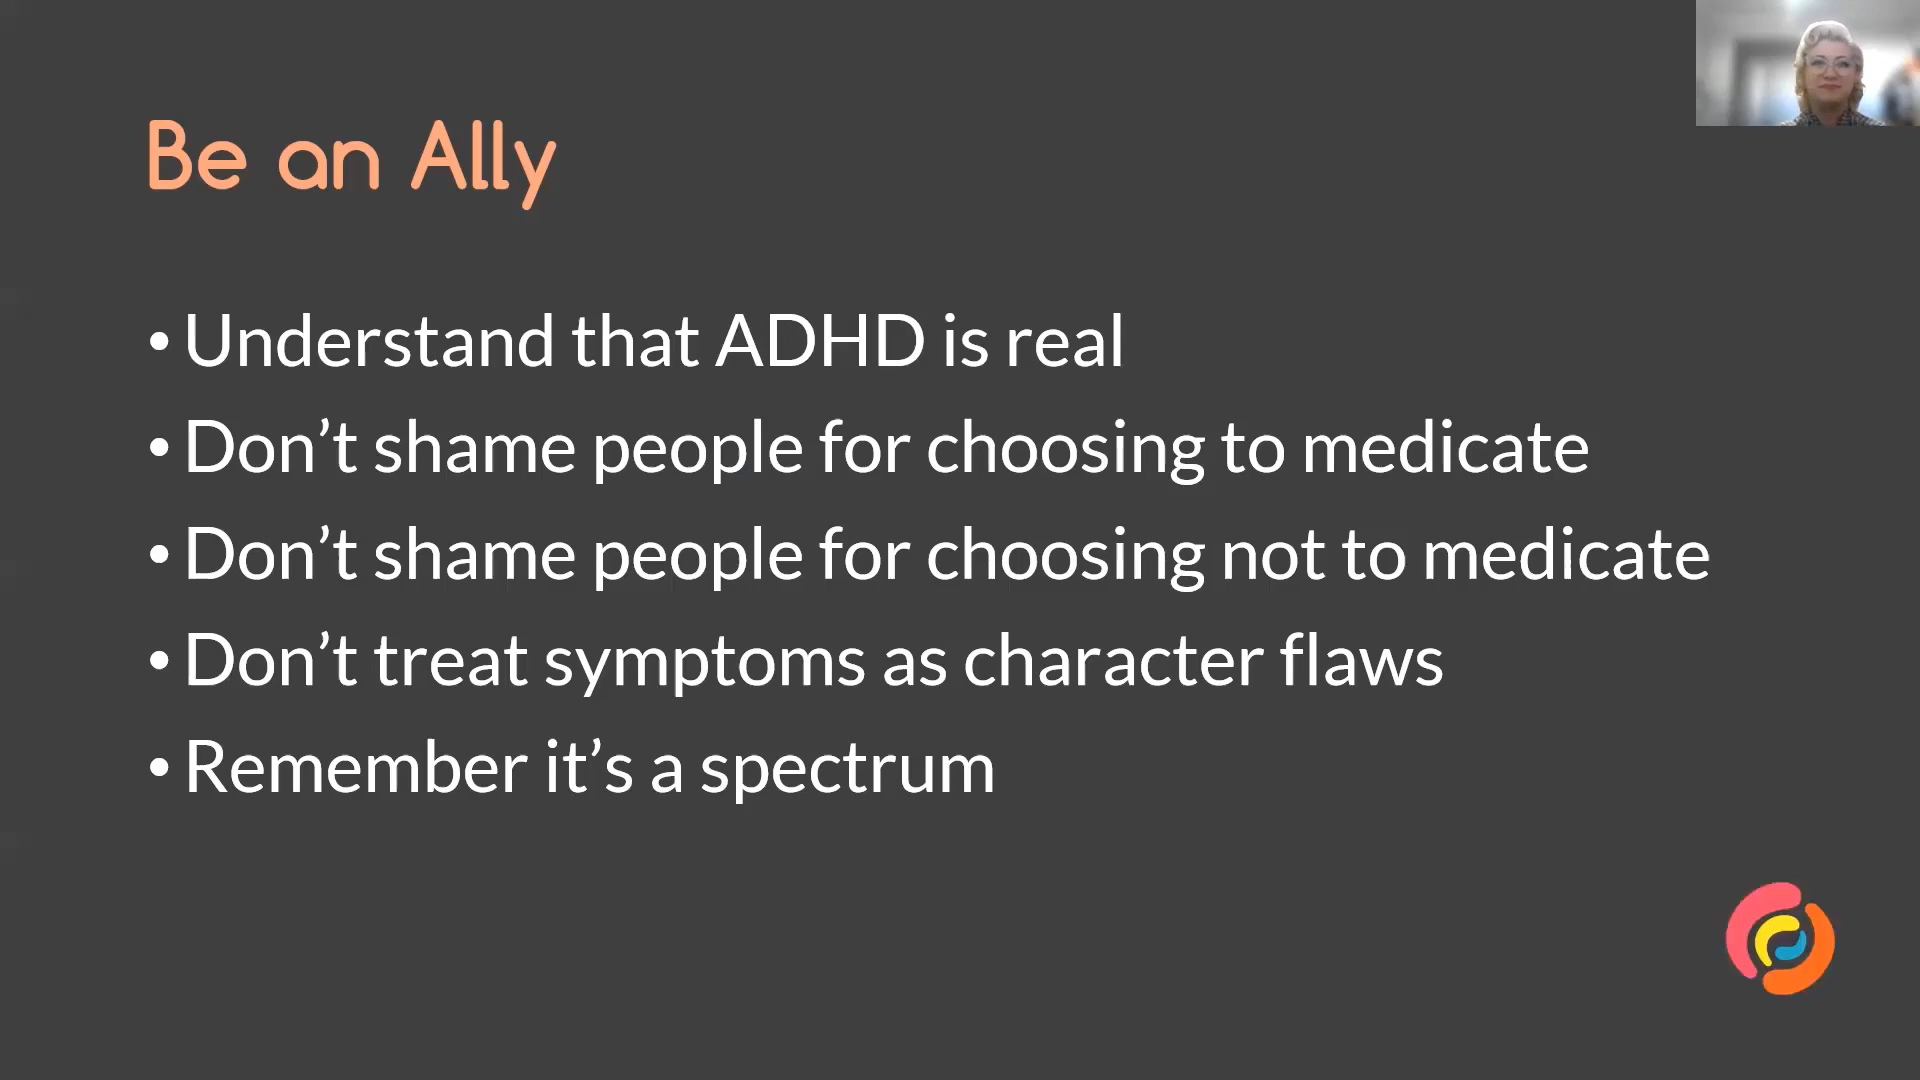 Be an Ally
• Understand that ADHD is real
• Don’t shame people for choosing to medicate
• Don’t shame people for choosing not to medicate
• Don’t treat symptoms as character flaws
• Remember it’s a spectrum